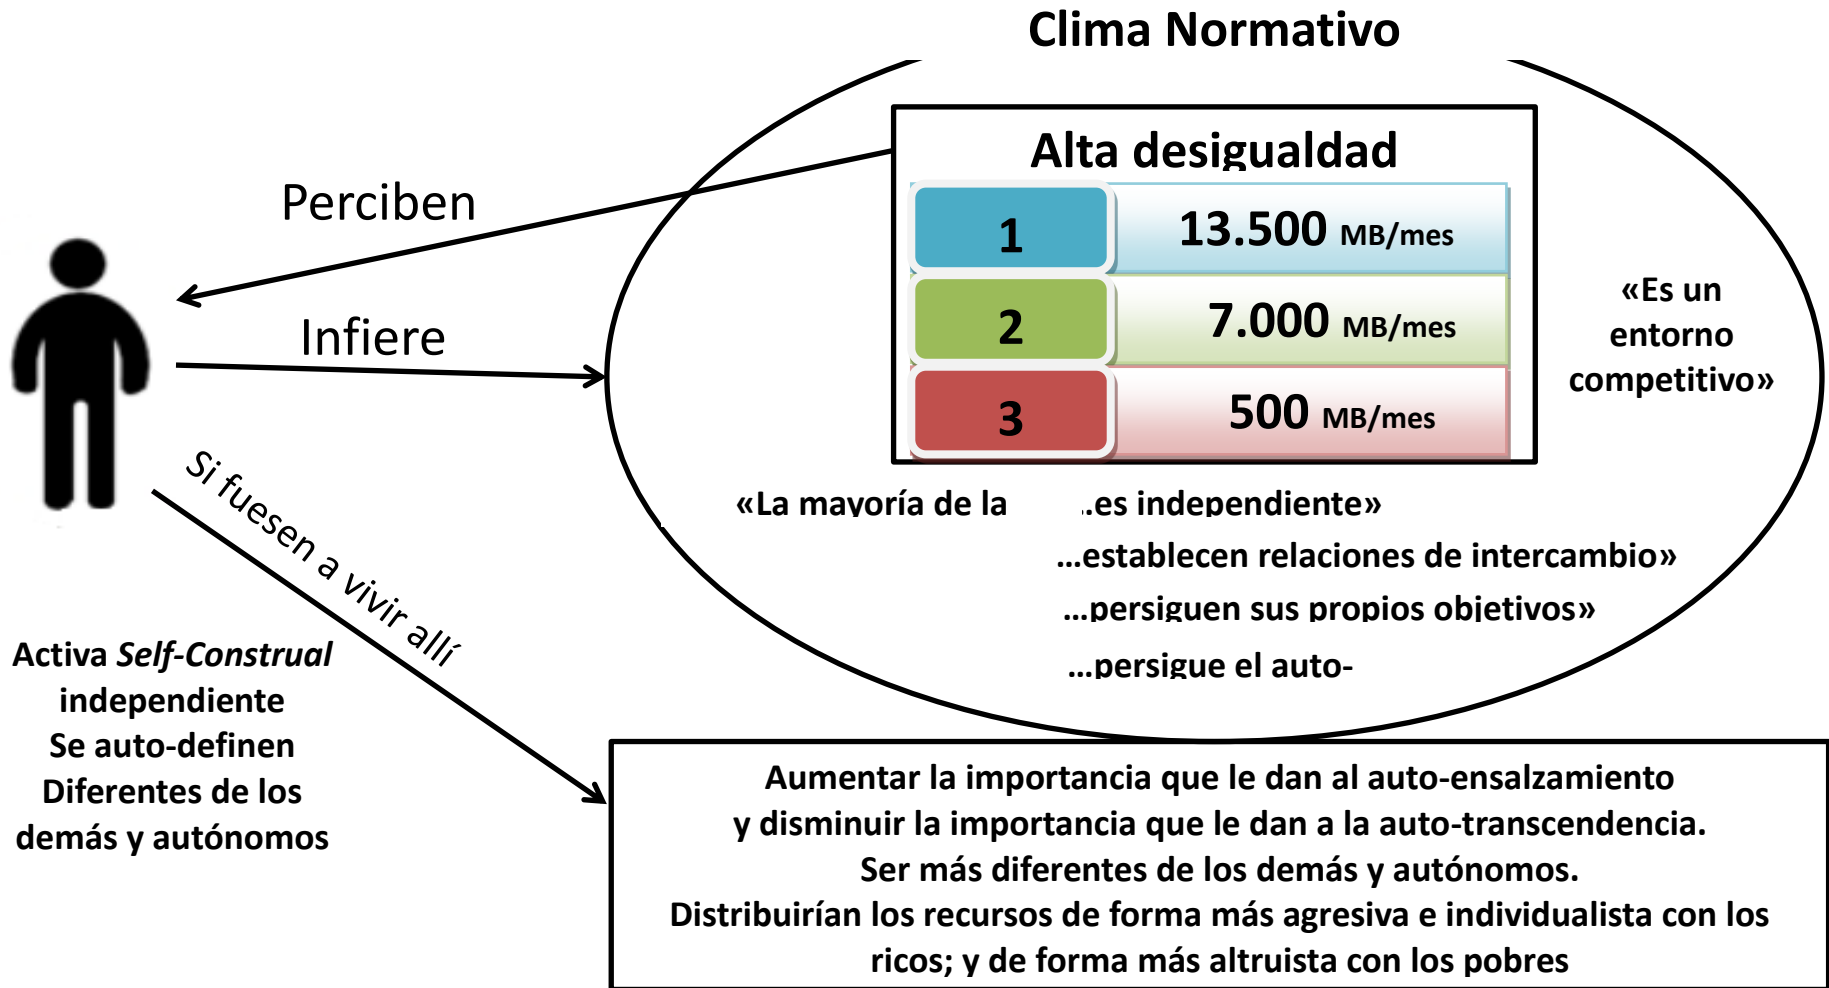 Clima Normativo
Alta desigualdad
Perciben
1 13.500 MB/mes
2 7.000 MB/mes
3 500 MB/mes
Infiere
«Es un
entorno
competitivo»
«La mayoría de la ..es independiente»
...establecen relaciones de intercambio»
...persiguen sus propios objetivos»
...persigue el auto-
Si fuesen a vivir allí
Activa Self-Construal
independiente
Se auto-definen
Diferentes de los
demás y autónomos
Aumentar la importancia que le dan al auto-ensalzamiento
y disminuir la importancia que le dan a la auto-transcendencia.
Ser más diferentes de los demás y autónomos.
Distribuirían los recursos de forma más agresiva e individualista con los
ricos; y de forma más altruista con los pobres